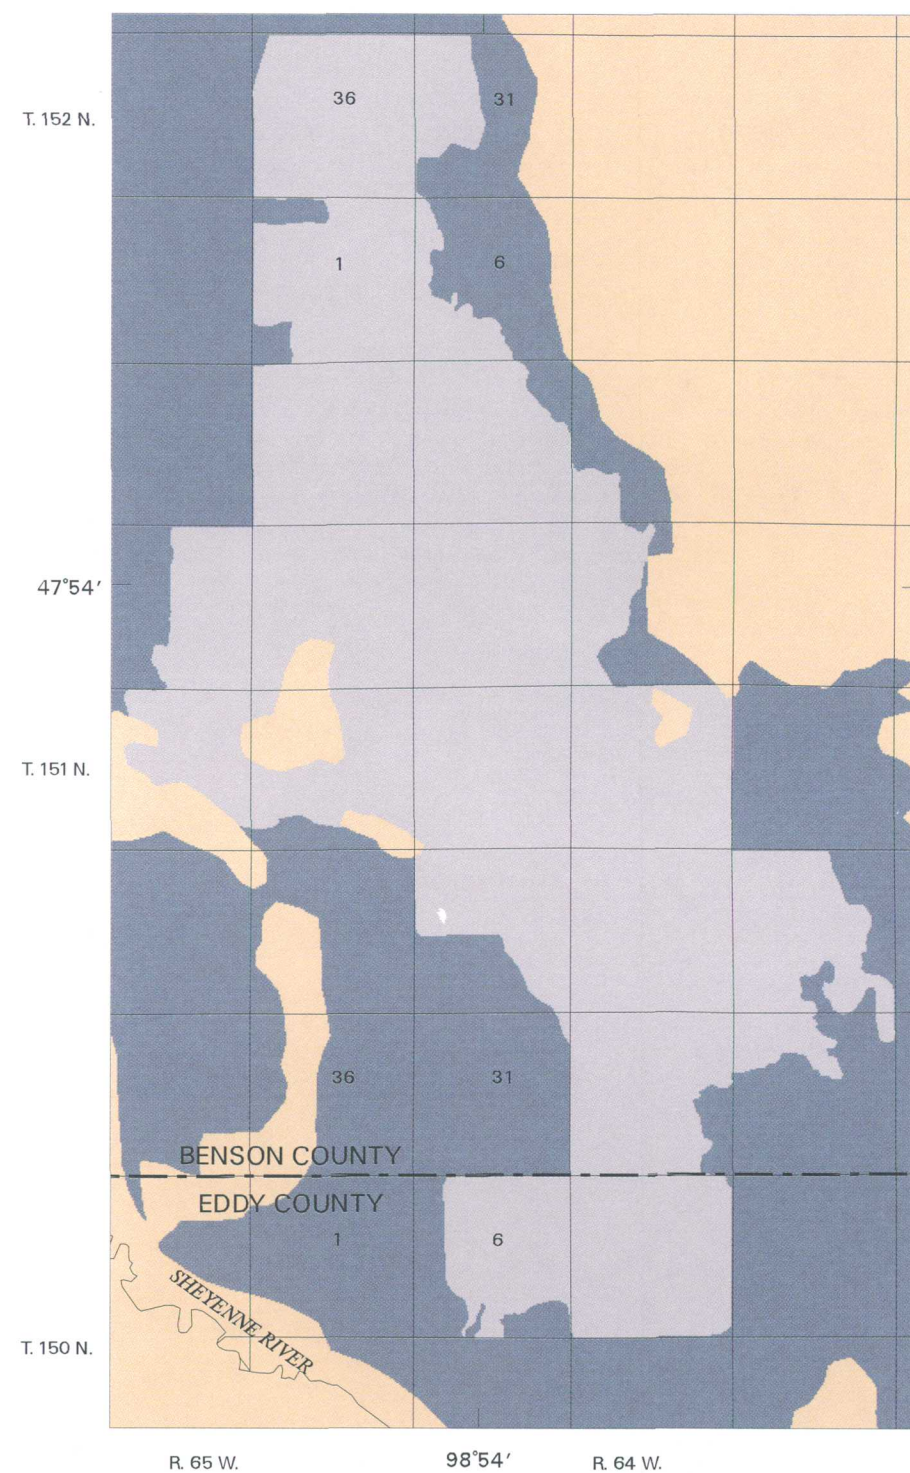 T. 152 N.
36
31
1
6
47°54′
T. 151 N.
36
31
BENSON COUNTY
EDDY COUNTY
1
6
SHEYENNE RIVER
T. 150 N.
R. 65 W.
98°54′
R. 64 W.